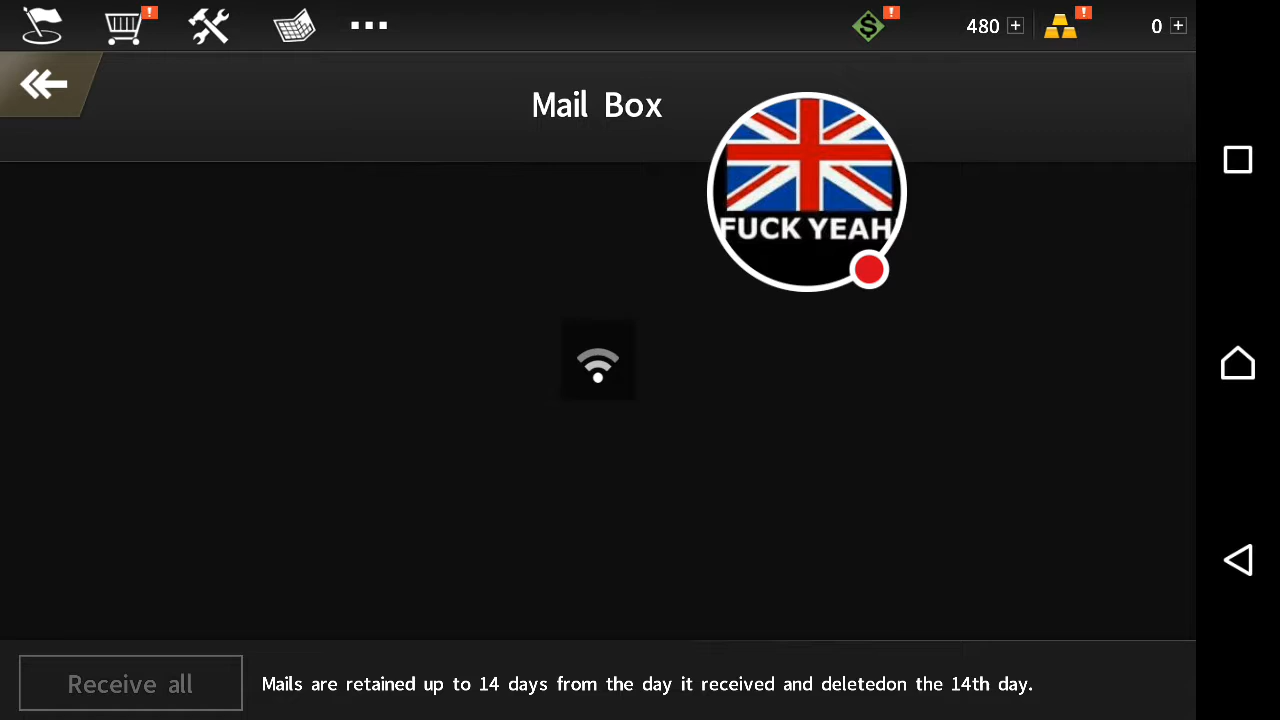 480
0
Mail Box
FUCK YEAH
Receive all
Mails are retained up to 14 days from the day it received and deletedon the 14th day.